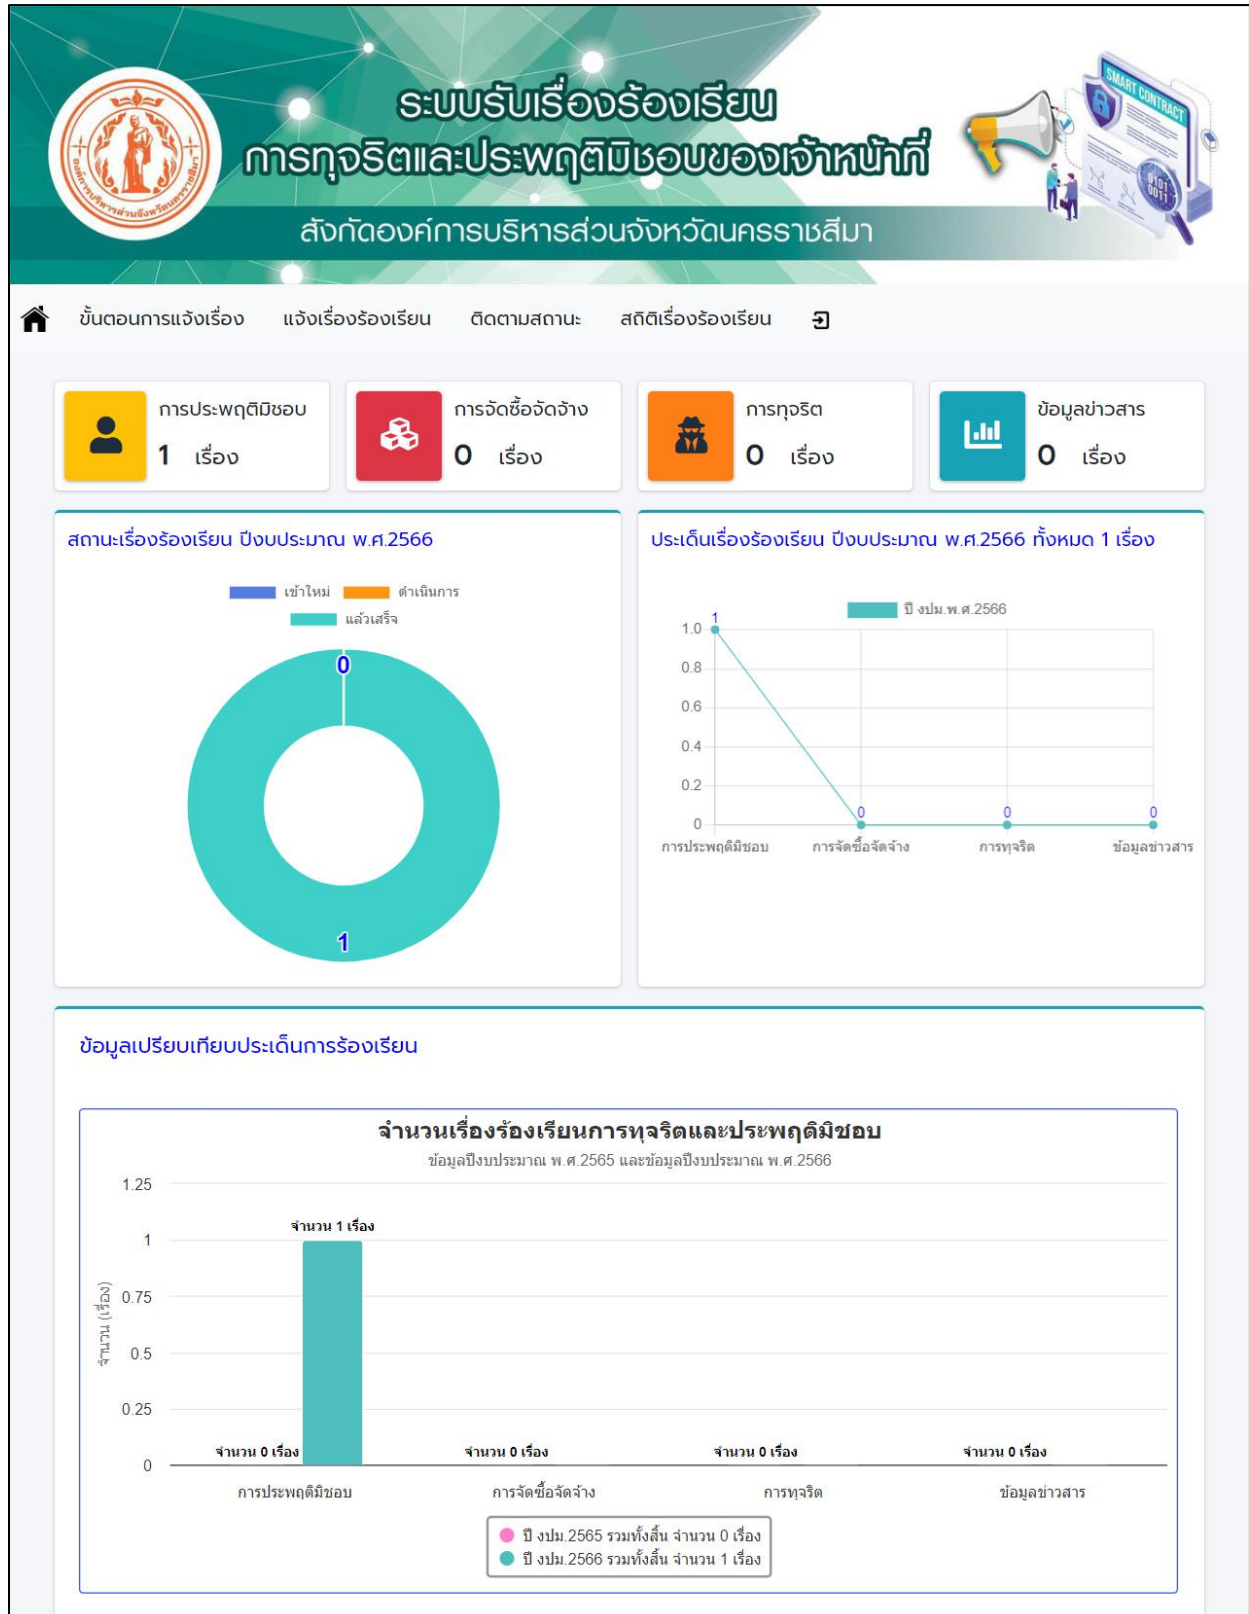 ระบบรับเรื่องร้องเรียน
การทุจริตและประพฤติมิชอบของเจ้าหน้าที่
สังกัดองค์การบริหารส่วนจังหวัดนครราชสีมา
องค์การบริหารส่วนจังหวัดนครราชสีมา
SMART CONTRACT
0101
0011
ขั้นตอนการแจ้งเรื่อง แจ้งเรื่องร้องเรียน ติดตามสถานะ สถิติเรื่องร้องเรียน
การประพฤติมิชอบ
1 เรื่อง
การจัดซื้อจัดจ้าง
0 เรื่อง
การทุจริต
0 เรื่อง
ข้อมูลข่าวสาร
0 เรื่อง
สถานะเรื่องร้องเรียน ปีงบประมาณ พ.ศ.2566
เข้าใหม่ ดำเนินการ
แล้วเสร็จ
0
1
ประเด็นเรื่องร้องเรียน ปีงบประมาณ พ.ศ.2566 ทั้งหมด 1 เรื่อง
ปี งปม.พ.ศ.2566
1
1.0
0.8
0.6
0.4
0.2
0
0 0 0
การประพฤติมิชอบ การจัดซื้อจัดจ้าง การทุจริต ข้อมูลข่าวสาร
ข้อมูลเปรียบเทียบประเด็นการร้องเรียน
จำนวนเรื่องร้องเรียนการทุจริตและประพฤติมิชอบ
ข้อมูลปีงบประมาณ พ.ศ.2565 และข้อมูลปีงบประมาณ พ.ศ.2566
จำนวน (เรื่อง)
1.25
1
0.75
0.5
0.25
0
จำนวน 1 เรื่อง
จำนวน 0 เรื่อง จำนวน 0 เรื่อง จำนวน 0 เรื่อง จำนวน 0 เรื่อง
การประพฤติมิชอบ การจัดซื้อจัดจ้าง การทุจริต ข้อมูลข่าวสาร
ปี งปม.2565 รวมทั้งสิ้น จำนวน 0 เรื่อง
ปี งปม.2566 รวมทั้งสิ้น จำนวน 1 เรื่อง